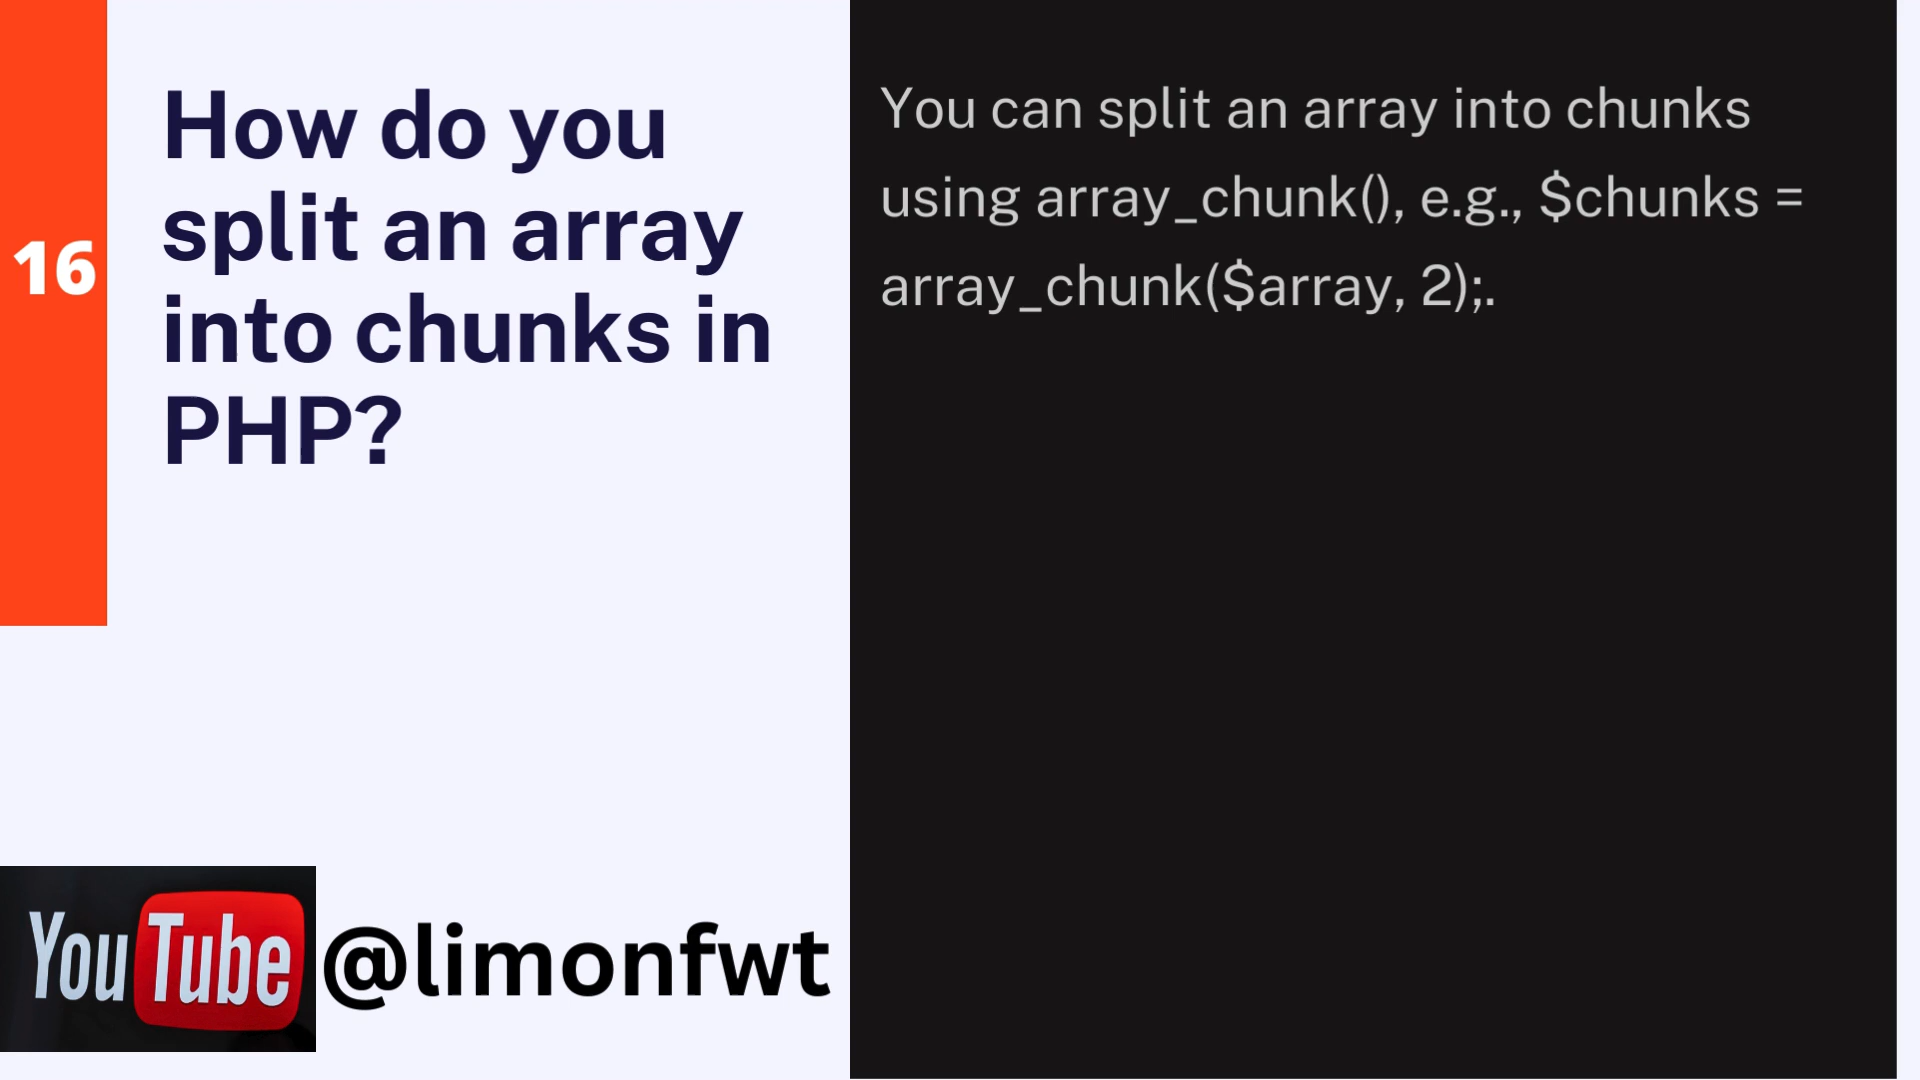 16
How do you
split an array
into chunks in
PHP?
You can split an array into chunks
using array_chunk(), e.g., $chunks =
array_chunk($array, 2);.
YouTube
@limonfwt